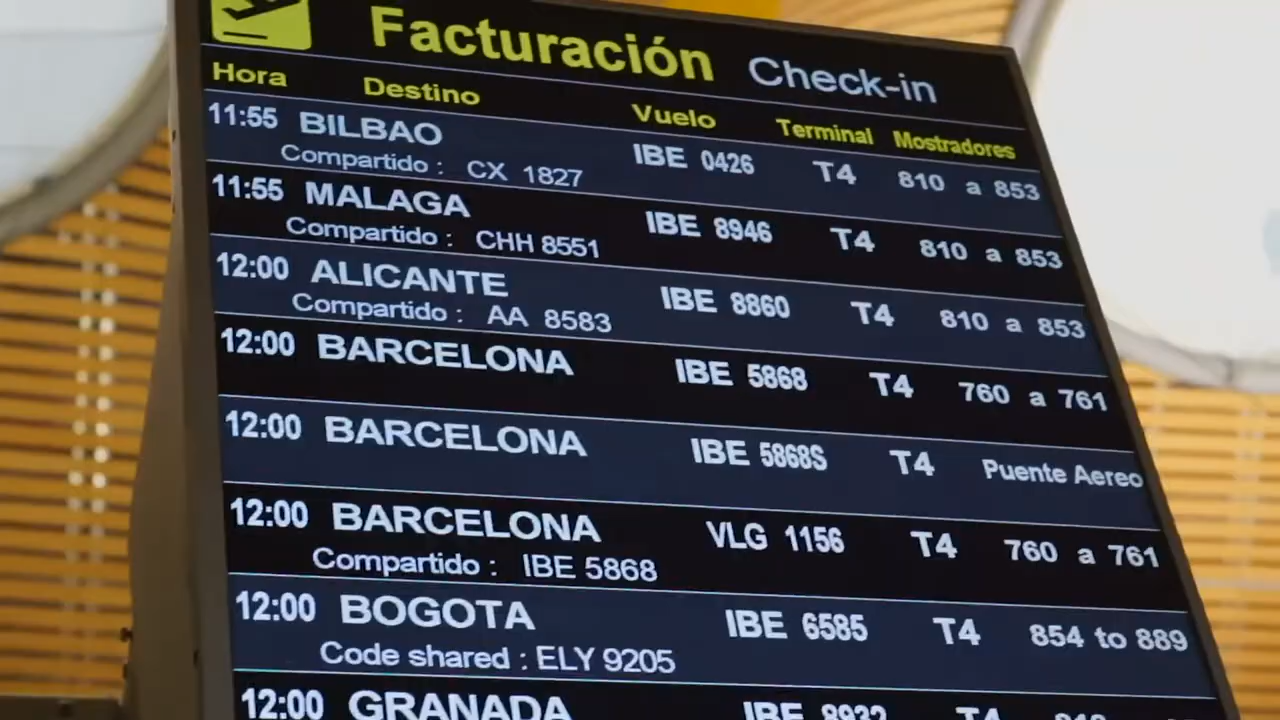 Facturación Check-in
Hora Destino Vuelo Terminal Mostradores
11:55 BILBAO IBE 0426 T4 810 a 853
Compartido : CX 1827
11:55 MALAGA IBE 8946 T4 810 a 853
Compartido : CHH 8551
12:00 ALICANTE IBE 8860 T4 810 a 853
Compartido : AA 8583
12:00 BARCELONA IBE 5868 T4 760 a 761
12:00 BARCELONA IBE 5868S T4 Puente Aereo
12:00 BARCELONA VLG 1156 T4 760 a 761
Compartido : IBE 5868
12:00 BOGOTA IBE 6585 T4 854 to 889
Code shared : ELY 9205
12:00 GRANADA IBE 8932 T4